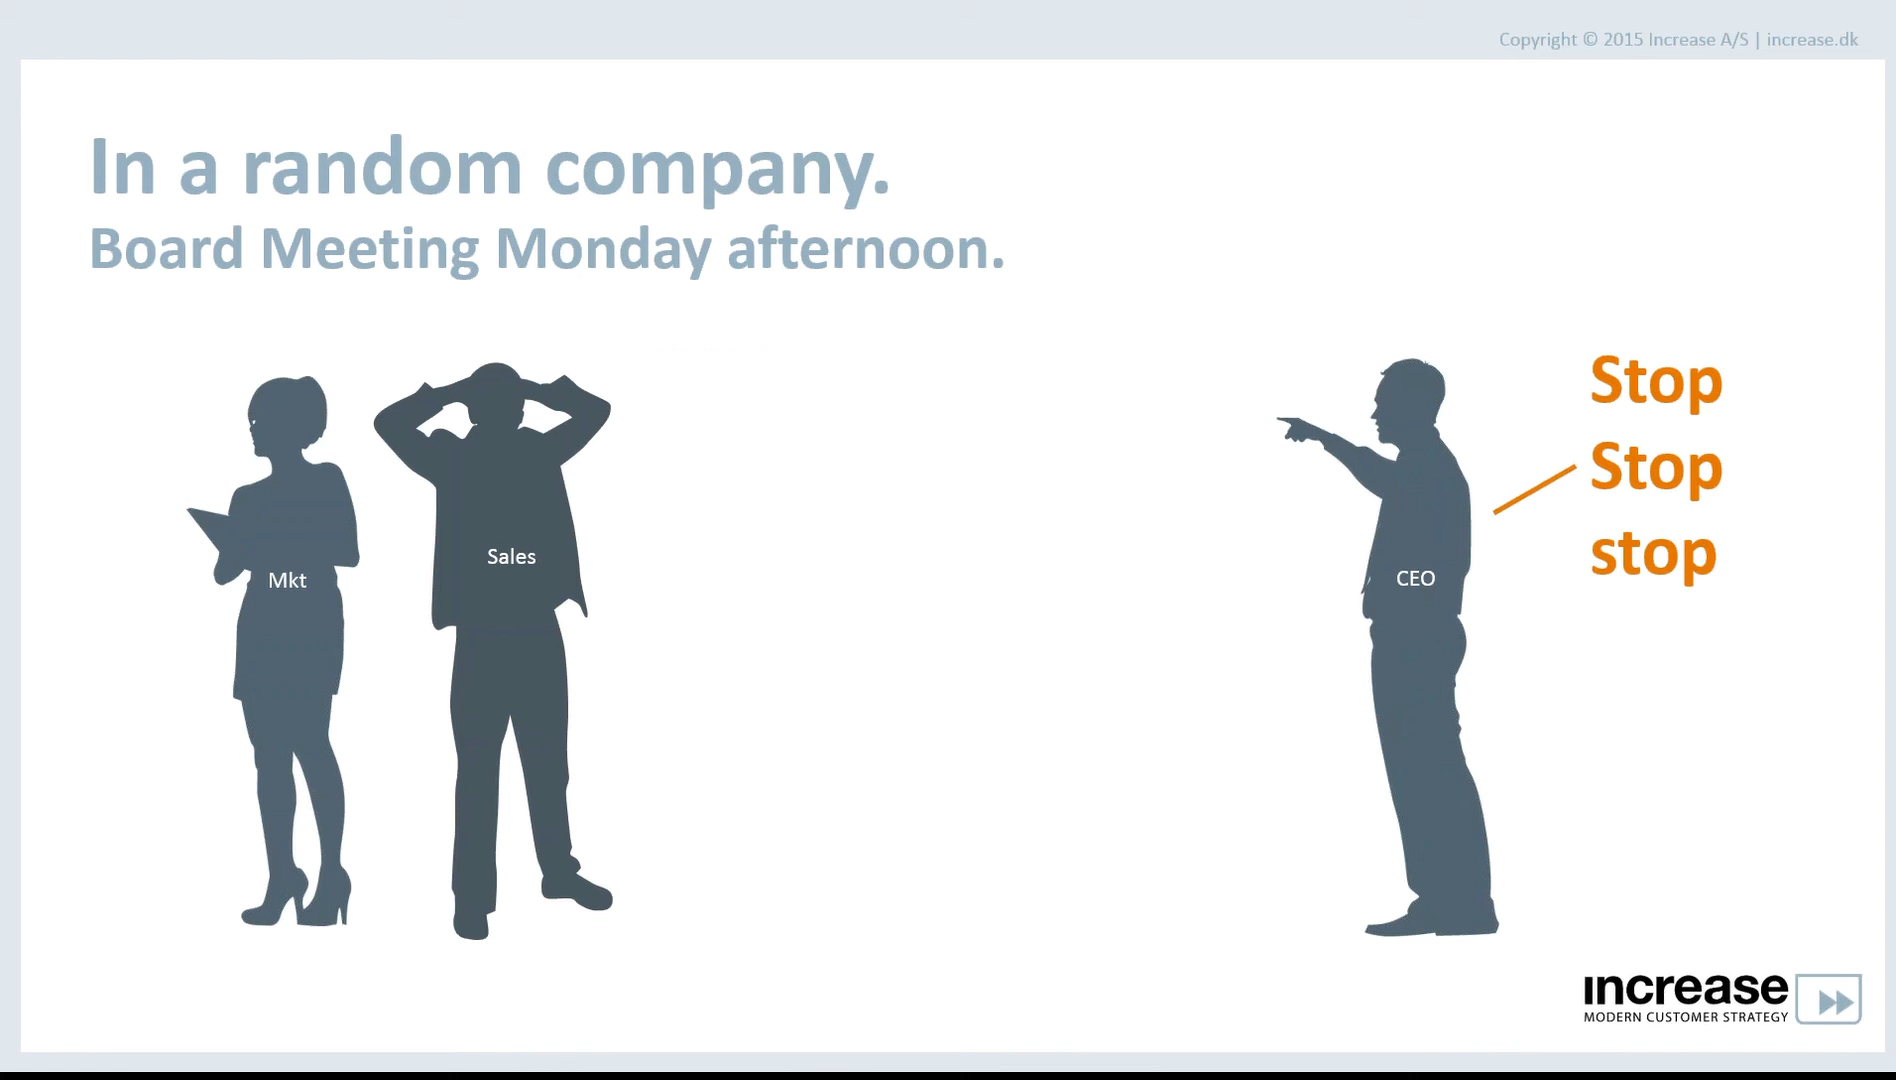 Copyright © 2015 Increase A/S | increase.dk
In a random company.
Board Meeting Monday afternoon.
Stop
Stop
stop
Sales
Mkt
CEO
increase
MODERN CUSTOMER STRATEGY